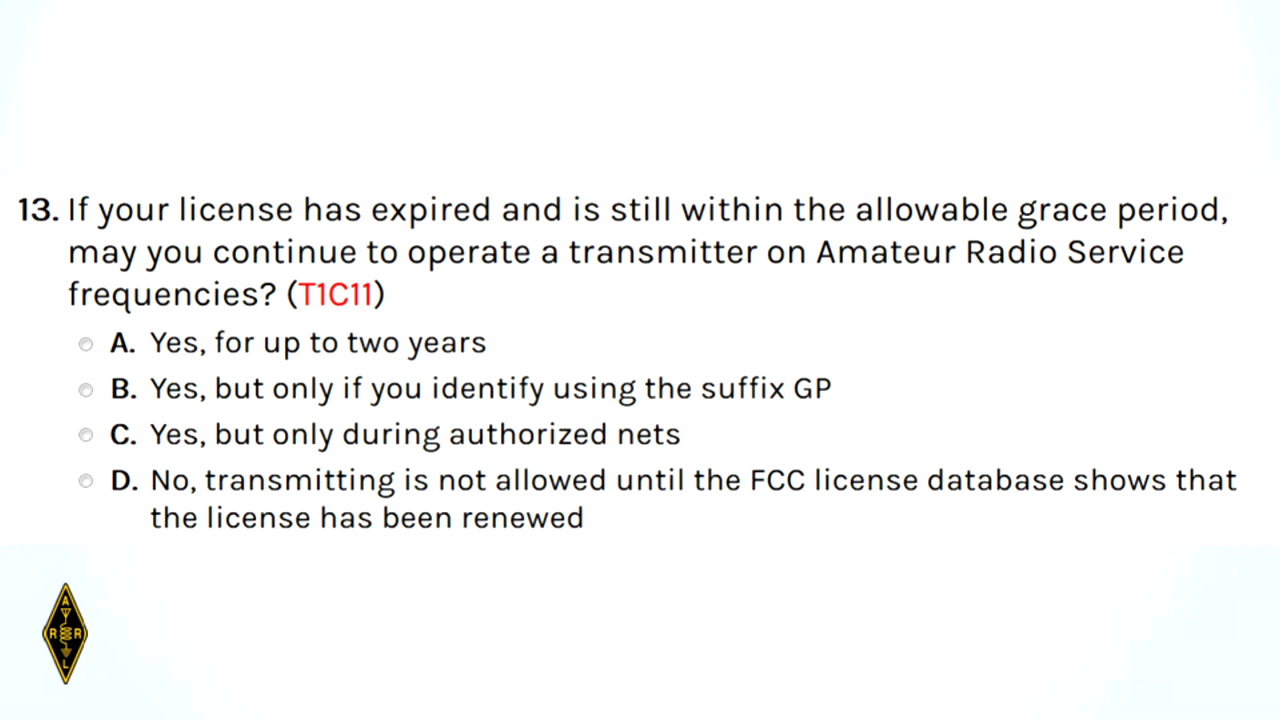 13. If your license has expired and is still within the allowable grace period,
may you continue to operate a transmitter on Amateur Radio Service
frequencies? (T1C11)
A. Yes, for up to two years
B. Yes, but only if you identify using the suffix GP
C. Yes, but only during authorized nets
D. No, transmitting is not allowed until the FCC license database shows that
the license has been renewed
A
R R
L